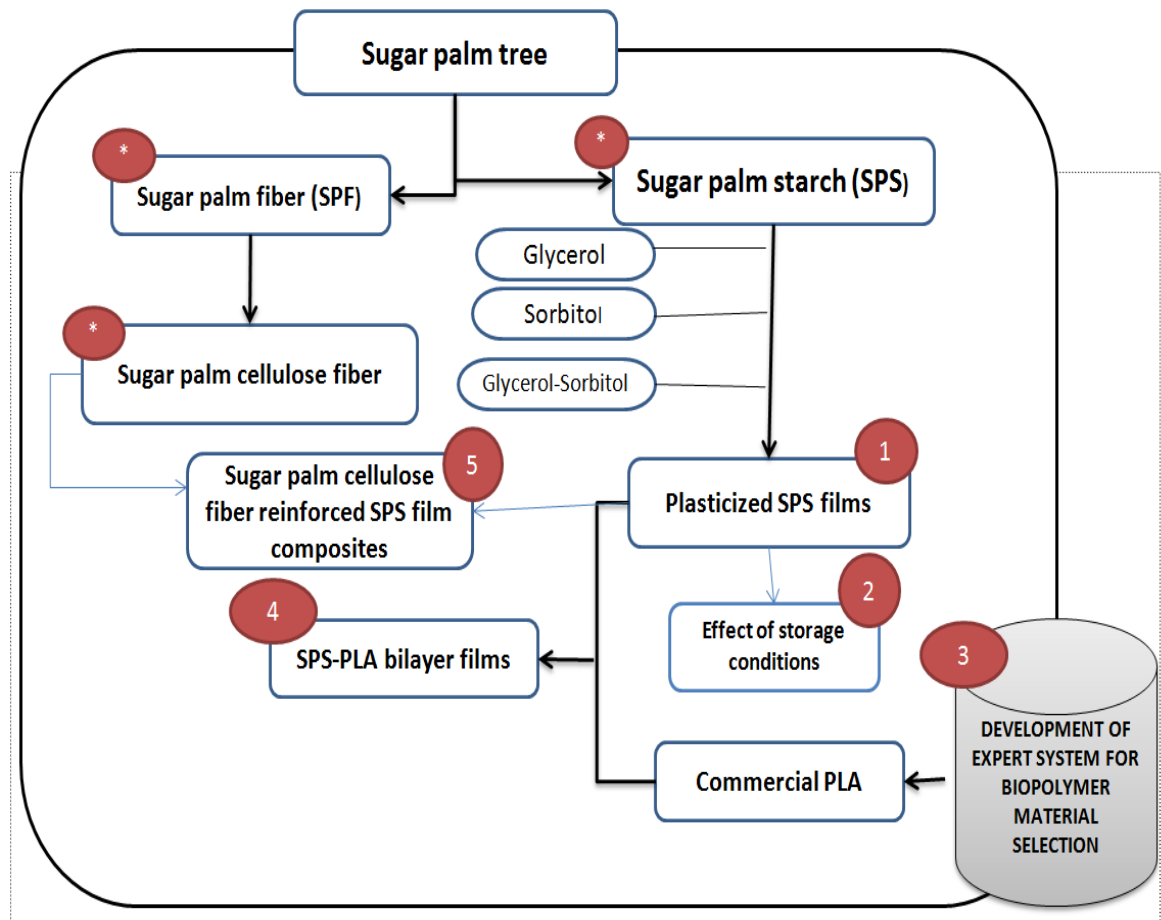 Sugar palm tree
*
Sugar palm fiber (SPF)
*
Sugar palm starch (SPS)
Glycerol
Sorbitol
Glycerol-Sorbitol
*
Sugar palm cellulose fiber
5
Sugar palm cellulose
fiber reinforced SPS film
composites
1
Plasticized SPS films
2
Effect of storage
conditions
4
SPS-PLA bilayer films
3
DEVELOPMENT OF
EXPERT SYSTEM FOR
BIOPOLYMER
MATERIAL
SELECTION
Commercial PLA